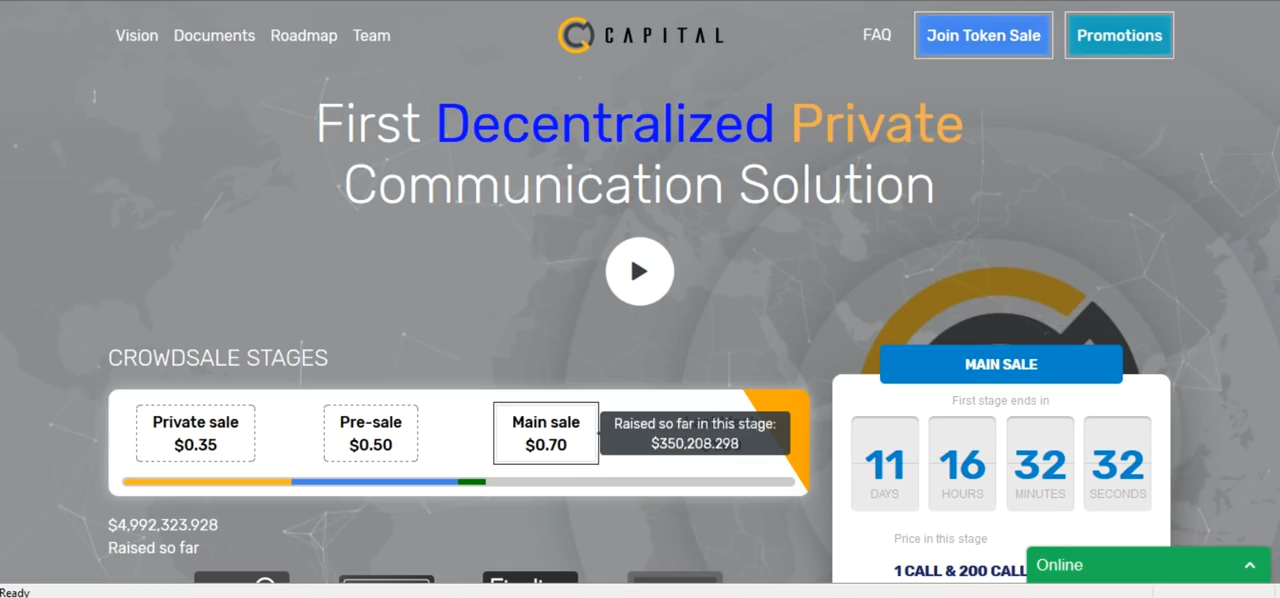 Vision Documents Roadmap Team
CAPITAL
FAQ Join Token Sale Promotions
First Decentralized Private
Communication Solution
CROWDSALE STAGES
Private sale
$0.35
Pre-sale
$0.50
Main sale
$0.70
Raised so far in this stage:
$350,208.298
$4,992,323.928
Raised so far
MAIN SALE
First stage ends in
11 16 32 32
DAYS HOURS MINUTES SECONDS
Price in this stage
1 CALL & 200 CALL
Online
Ready